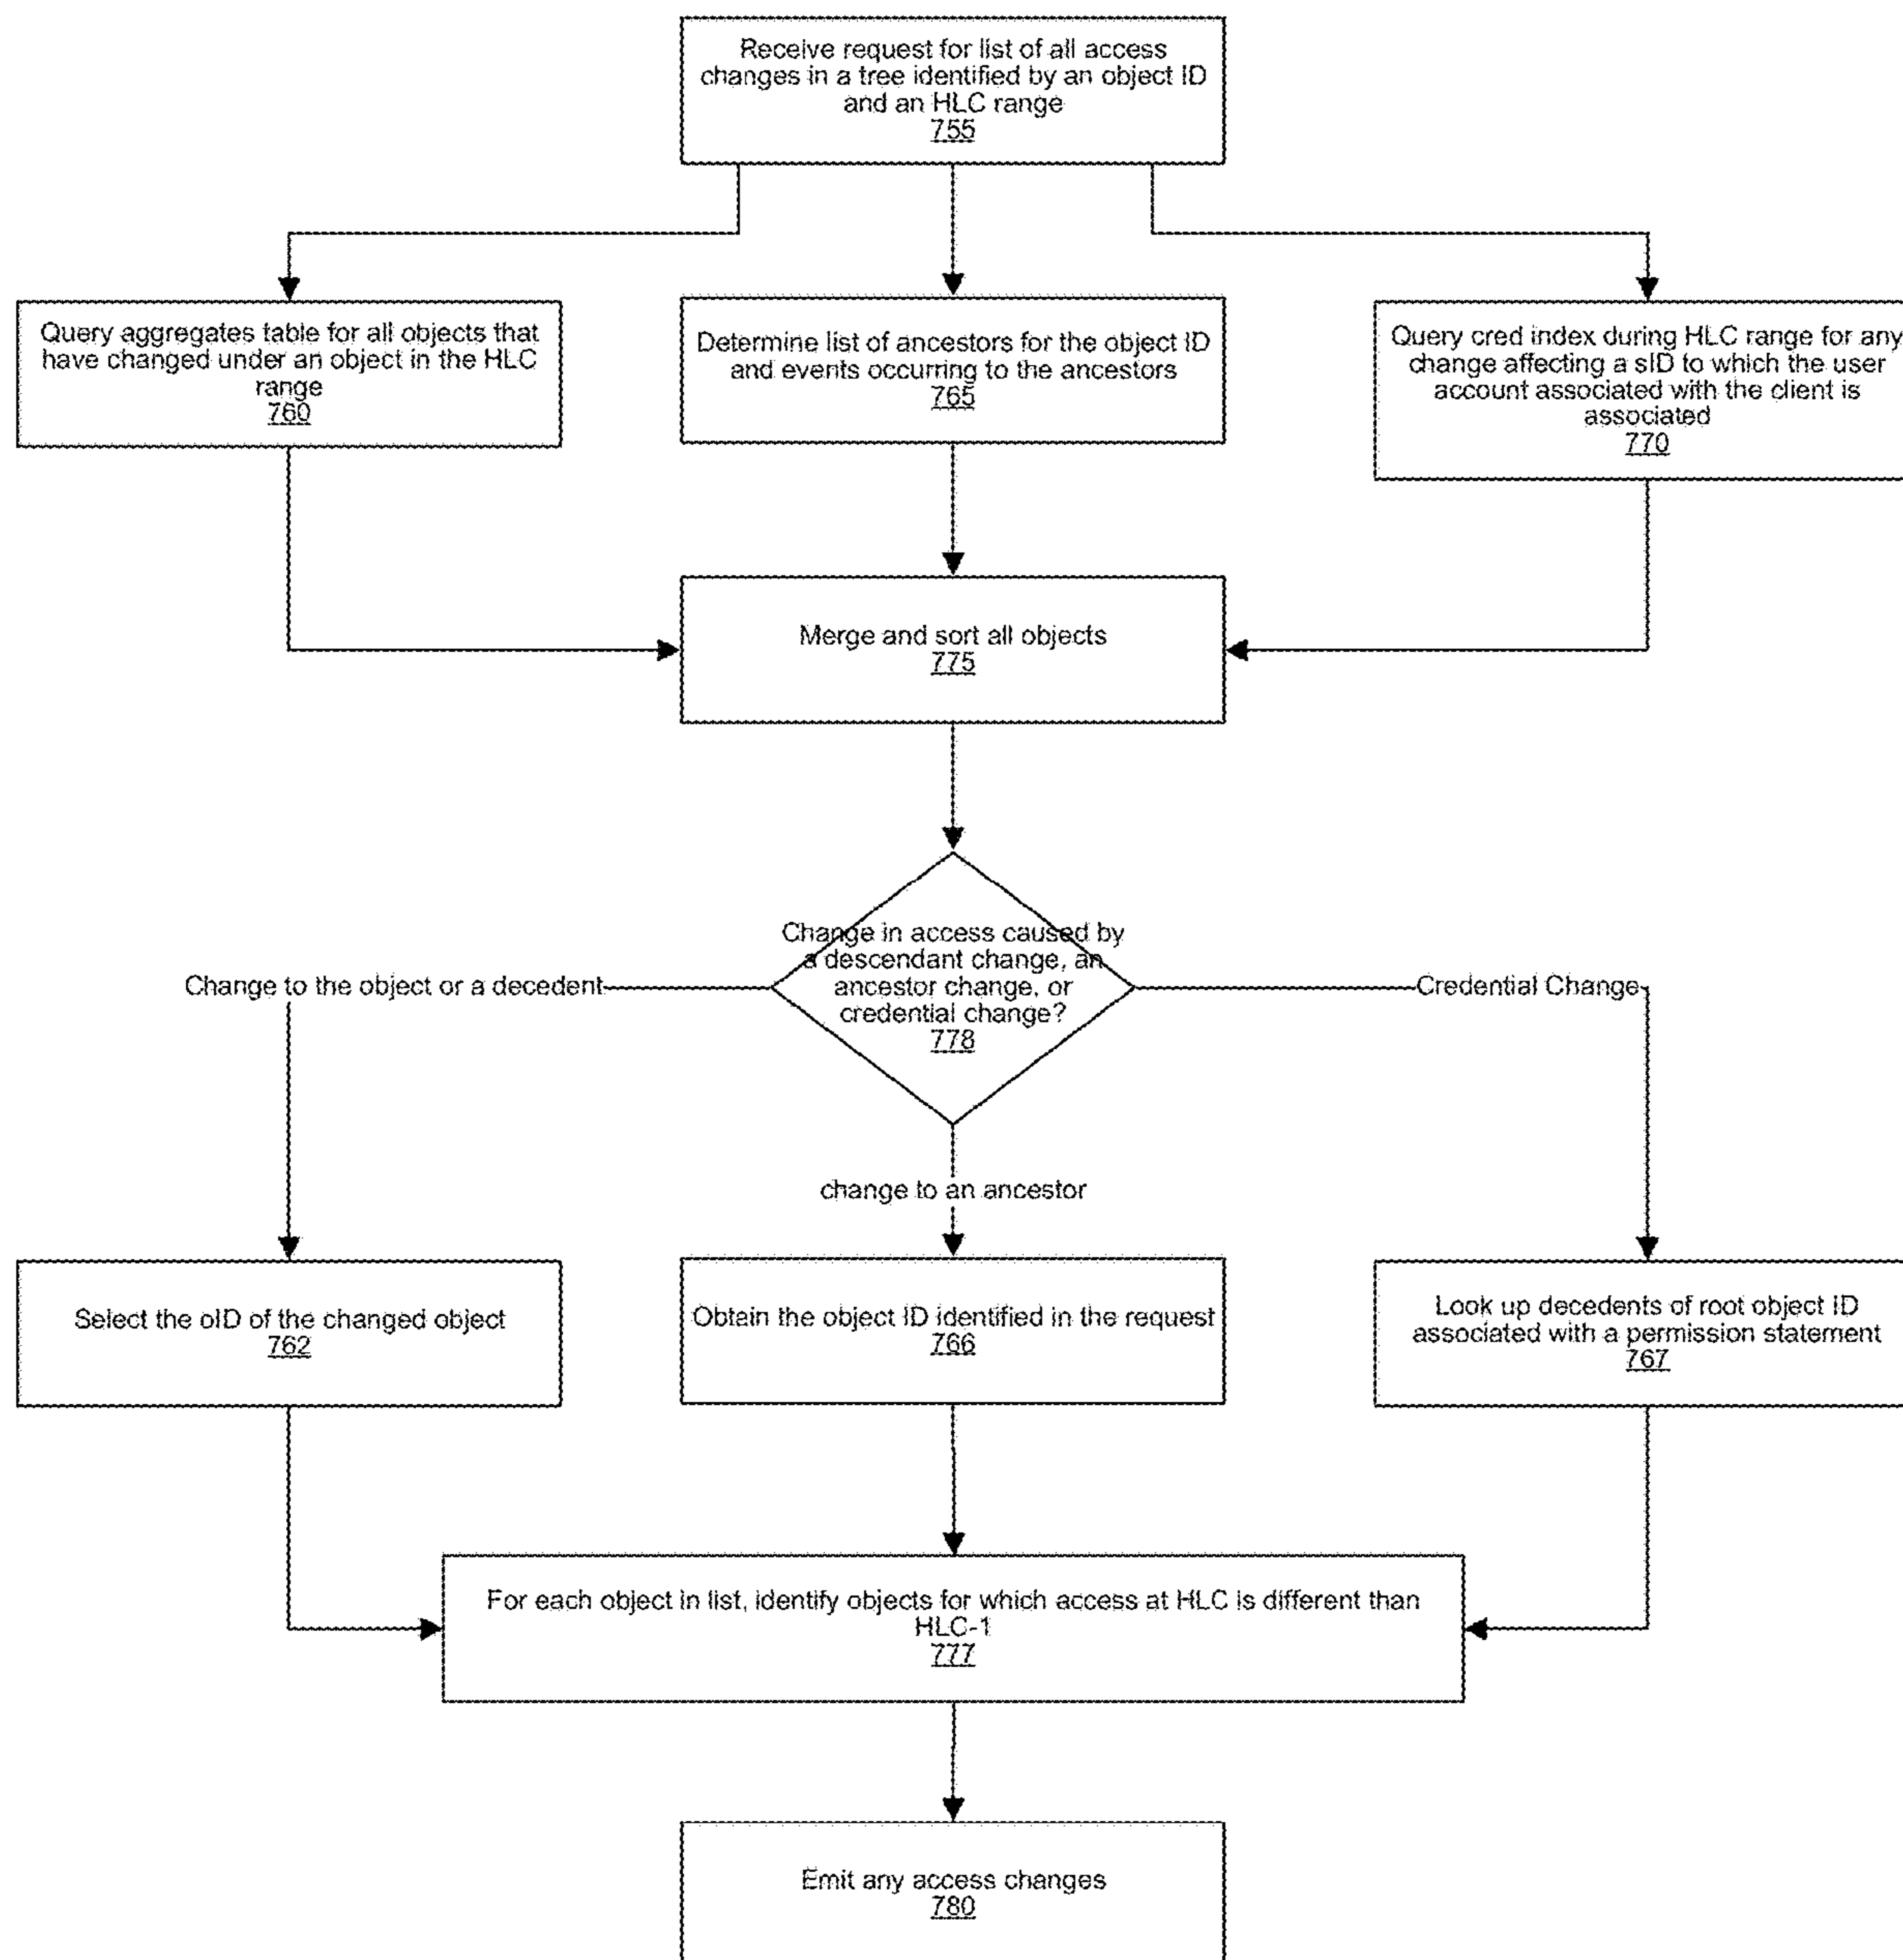 Receive request for list of all access
changes in a tree identified by an object ID
and an HLC range
755
Query aggregates table for all objects that
have changed under an object in the HLC
range
760
Determine list of ancestors for the object ID
and events occurring to the ancestors
765
Query cred index during HLC range for any
change affecting a sID to which the user
account associated with the client is
associated
770
Merge and sort all objects
775
Change in access caused by
a descendant change, an
ancestor change, or
credential change?
778
Change to the object or a decedent
Credential Change
change to an ancestor
Select the oID of the changed object
762
Obtain the object ID identified in the request
766
Look up decedents of root object ID
associated with a permission statement
767
For each object in list, identify objects for which access at HLC is different than
HLC-1
777
Emit any access changes
780